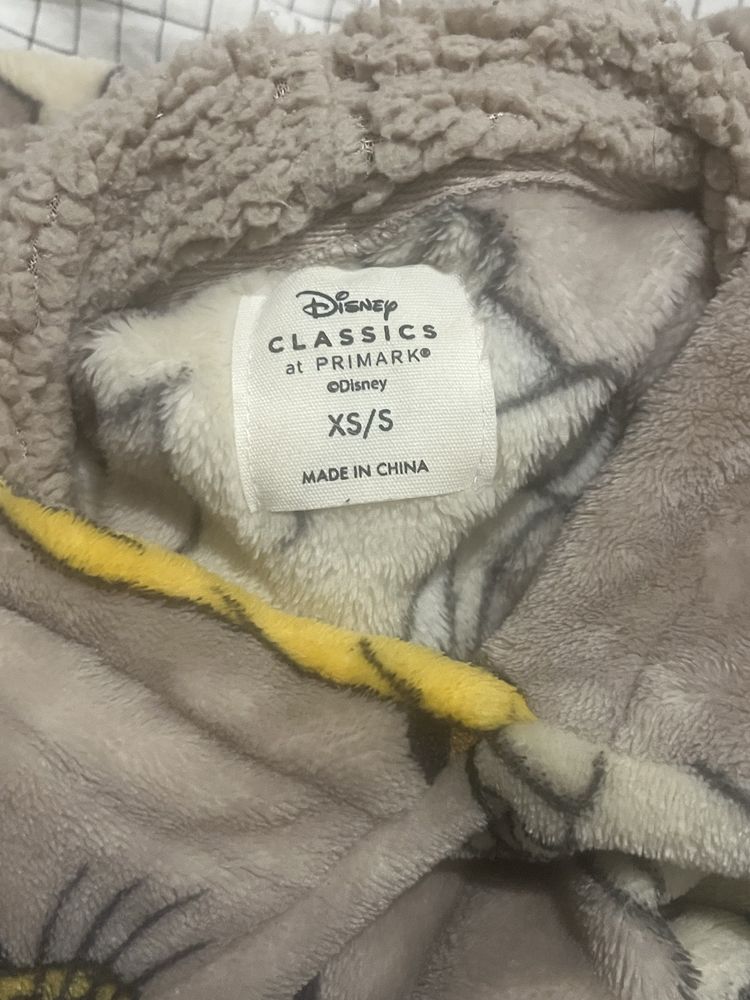 Disney
CLASSICS
at PRIMARK®
©Disney
XS/S
MADE IN CHINA